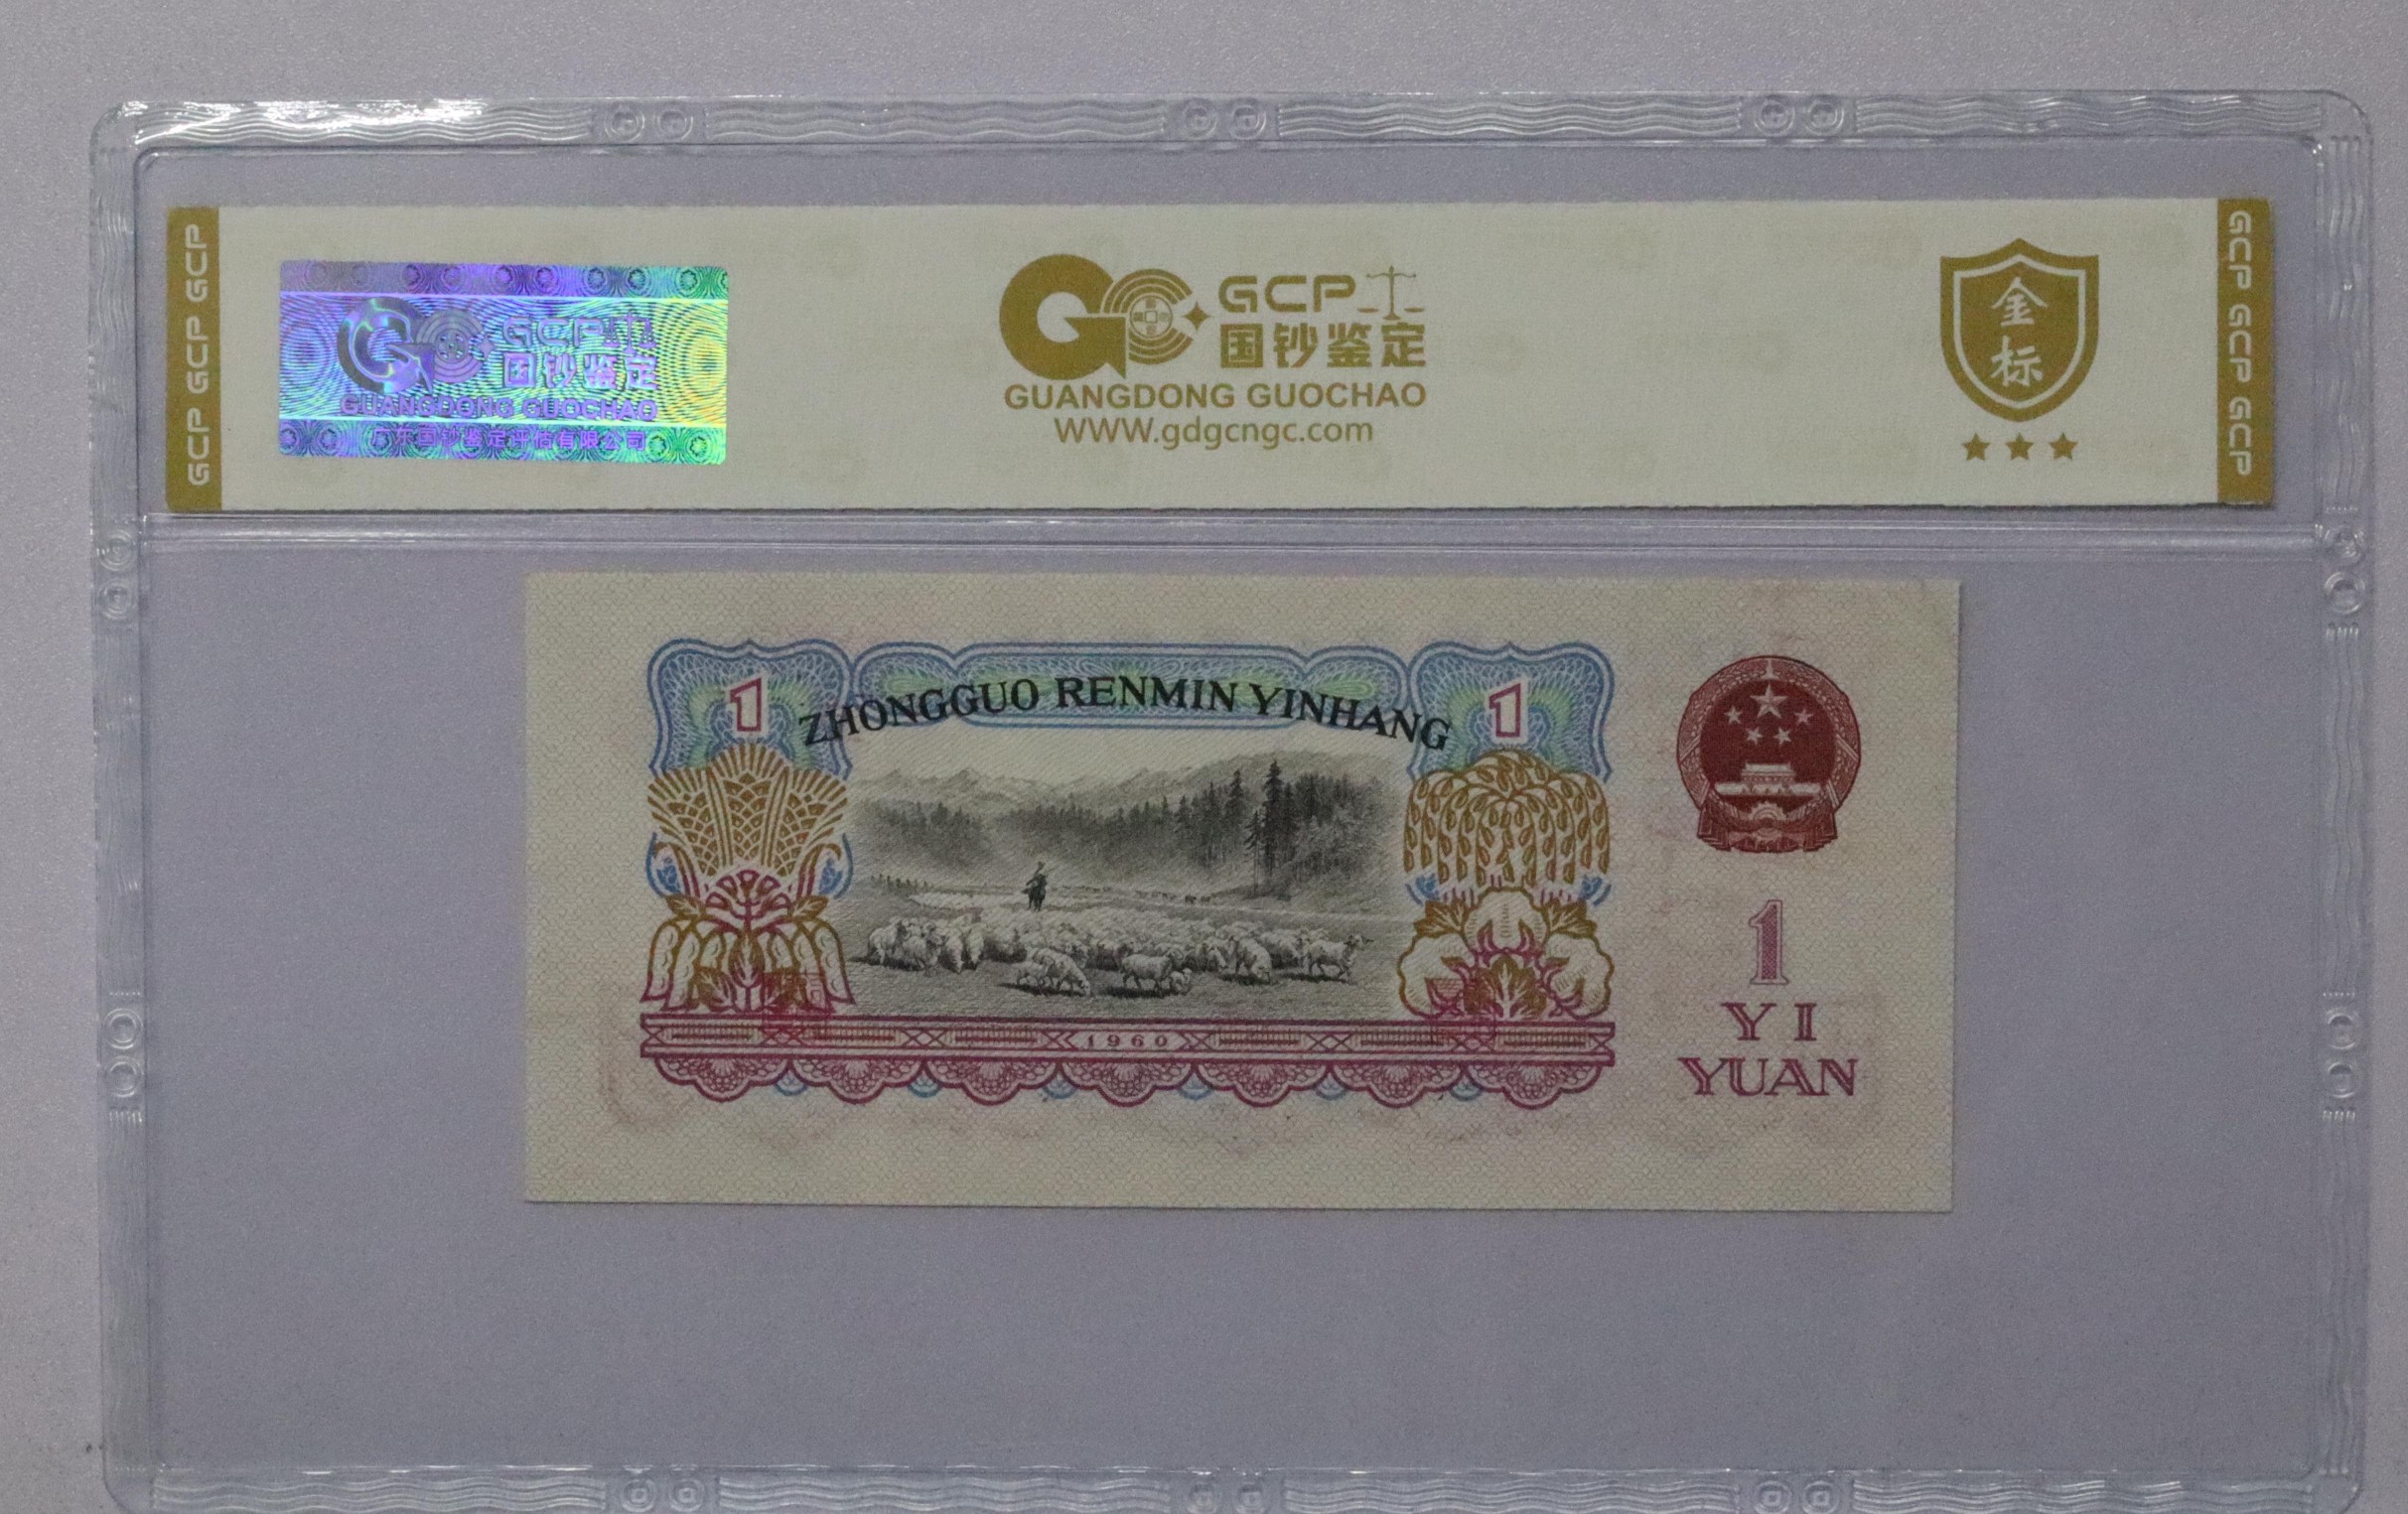 GCP GCP GCP
GCP
国钞鉴定
GUANGDONG GUOCHAO
广东国钞鉴定评估有限公司
GCP
国钞鉴定
GUANGDONG GUOCHAO
WWW.gdgcngc.com
金标
GCP GCP GCP
1
ZHONGGUO RENMIN YINHANG
1
1960
1
YI
YUAN